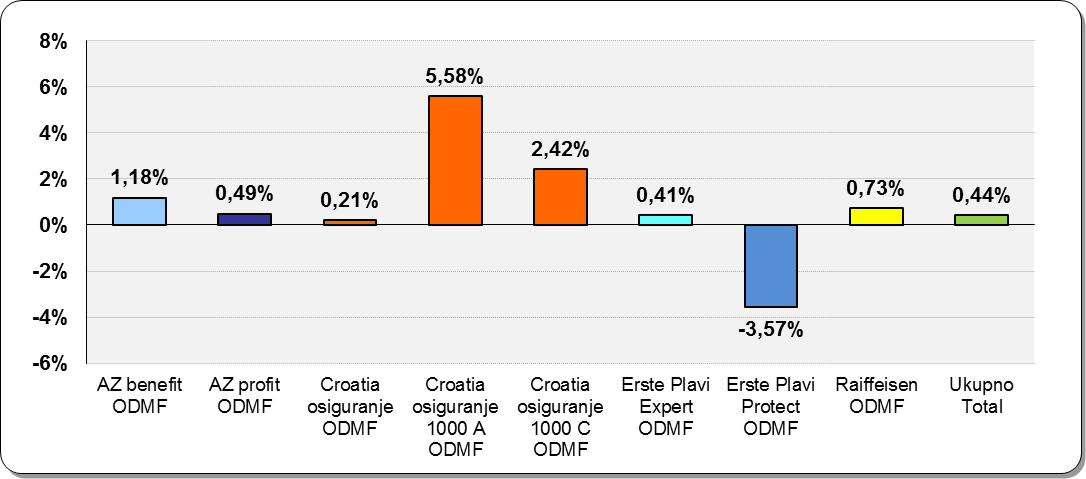 8%
6%
4%
2%
0%
-2%
-4%
-6%
1,18%
0,49%
0,21%
5,58%
2,42%
0,41%
-3,57%
0,73%
0,44%
AZ benefit
ODMF
AZ profit
ODMF
Croatia
osiguranje
ODMF
Croatia
osiguranje
1000 A
ODMF
Croatia
osiguranje
1000 C
ODMF
Erste Plavi
Expert
ODMF
Erste Plavi
Protect
ODMF
Raiffeisen
ODMF
Ukupno
Total